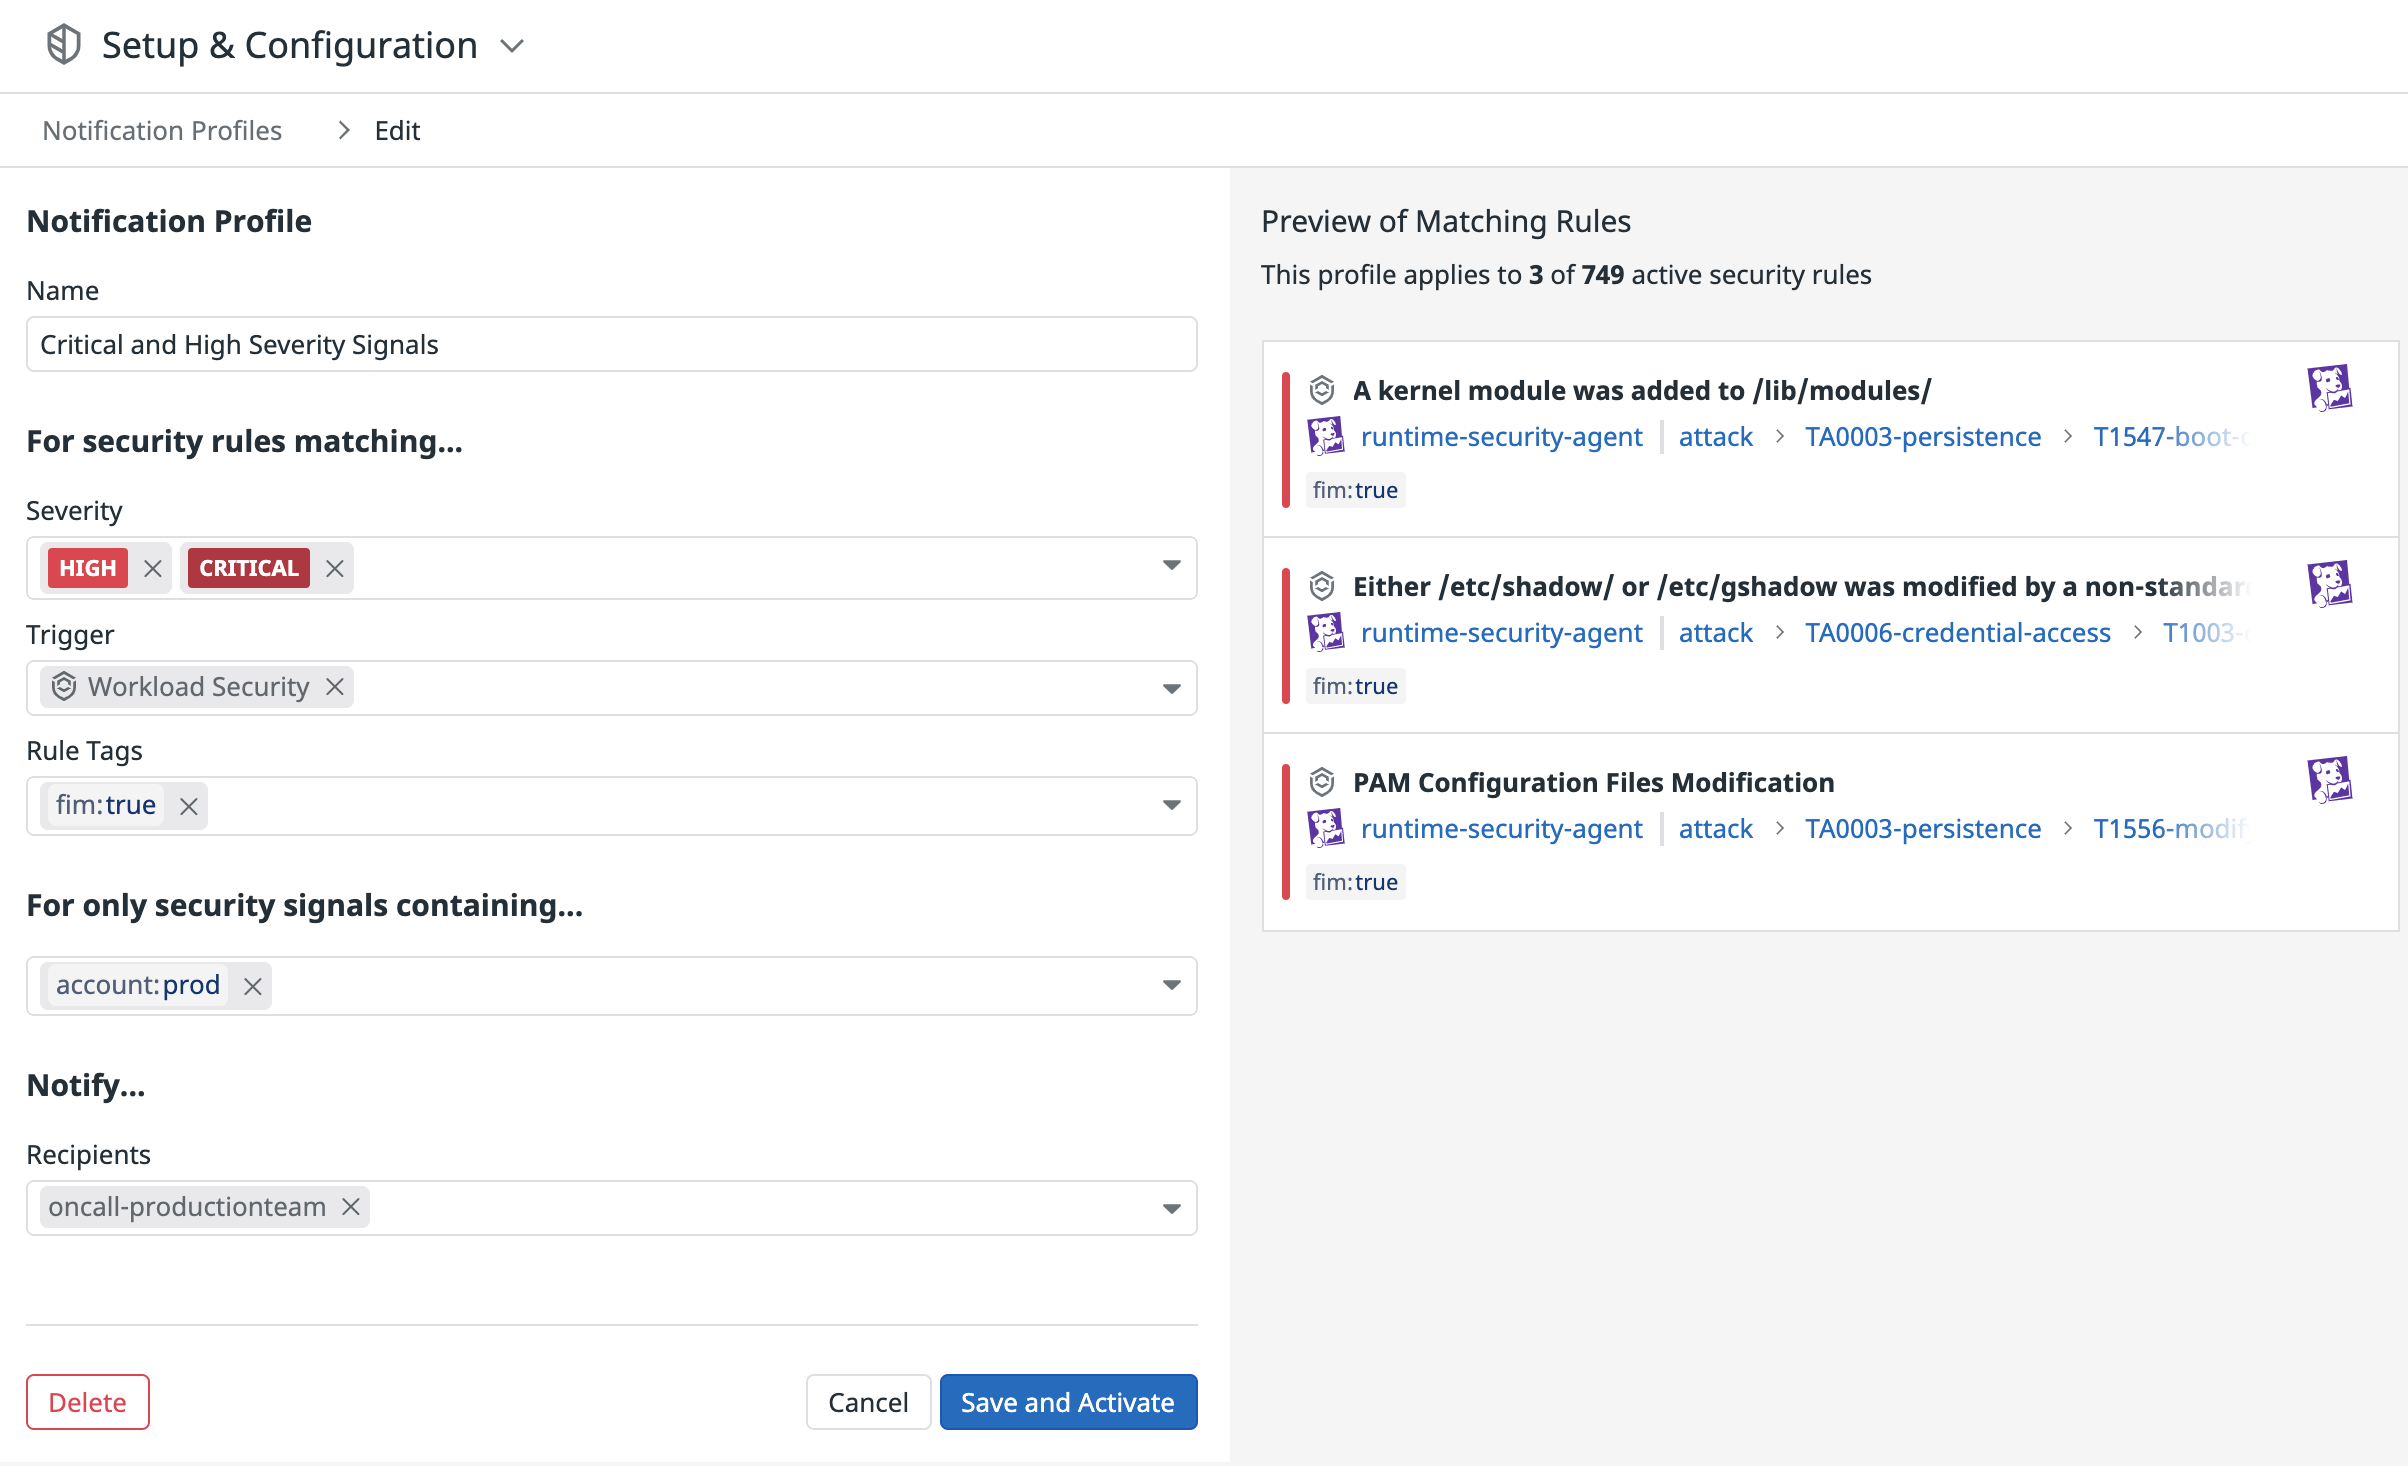 Setup & Configuration
Notification Profiles > Edit
Notification Profile
Name
Critical and High Severity Signals
For security rules matching...
Severity
HIGH CRITICAL
Trigger
Workload Security
Rule Tags
fim:true
For only security signals containing...
account:prod
Notify...
Recipients
oncall-productionteam
Delete Cancel Save and Activate
Preview of Matching Rules
This profile applies to 3 of 749 active security rules
A kernel module was added to /lib/modules/
runtime-security-agent | attack > TA0003-persistence > T1547-boot-
fim:true
Either /etc/shadow/ or /etc/gshadow was modified by a non-standar
runtime-security-agent | attack > TA0006-credential-access > T1003-
fim:true
PAM Configuration Files Modification
runtime-security-agent | attack > TA0003-persistence > T1556-modif
fim:true